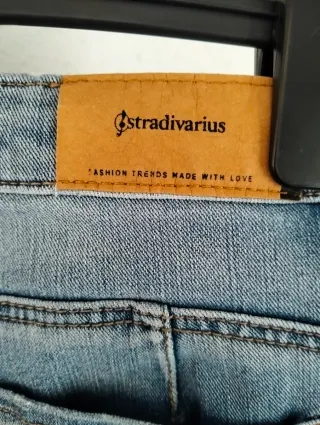 Stradivarius
FASHION TRENDS MADE WITH LOVE